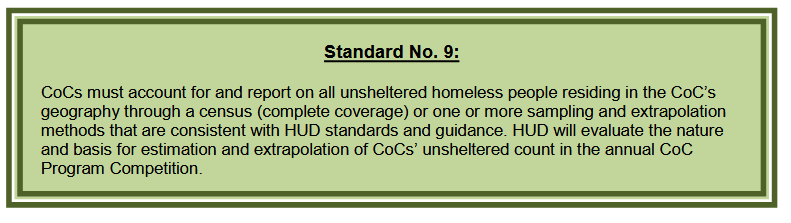 Standard No. 9:
CoCs must account for and report on all unsheltered homeless people residing in the CoC's
geography through a census (complete coverage) or one or more sampling and extrapolation
methods that are consistent with HUD standards and guidance. HUD will evaluate the nature
and basis for estimation and extrapolation of CoCs' unsheltered count in the annual CoC
Program Competition.